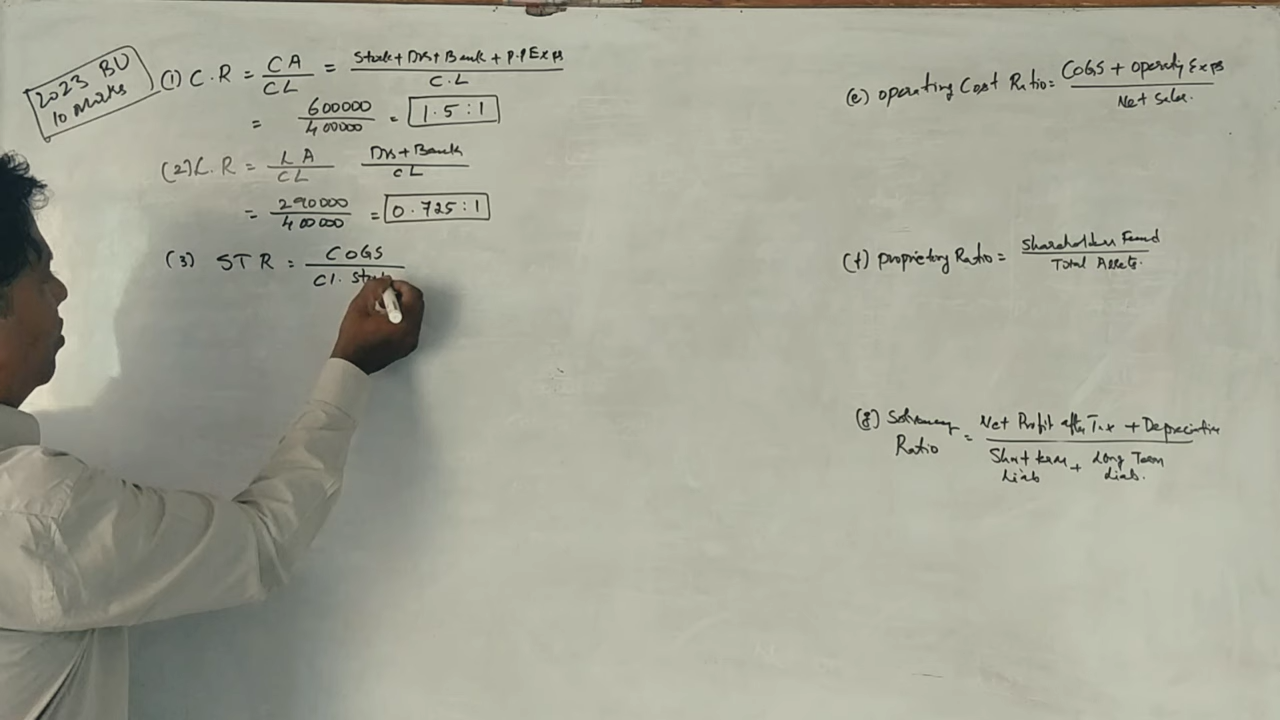 2023 BU
10 Marks
(1) C.R = CA / CL = Stock + Drs + Bank + P.P Exps / C.L
= 600000 / 400000 = 1.5 : 1
(2) L.R = LA / CL Drs + Bank / CL
= 290000 / 400000 = 0.725 : 1
(3) STR = COGS / Cl. Stock
(e) Operating Cost Ratio = COGS + Operatg Exps / Net Sales.
(f) Proprietory Ratio = Shareholders Fund / Total Assets.
(g) Solvency Ratio = Net Profit after Tax + Depreciation / Short term Liab + Long Term Liab.